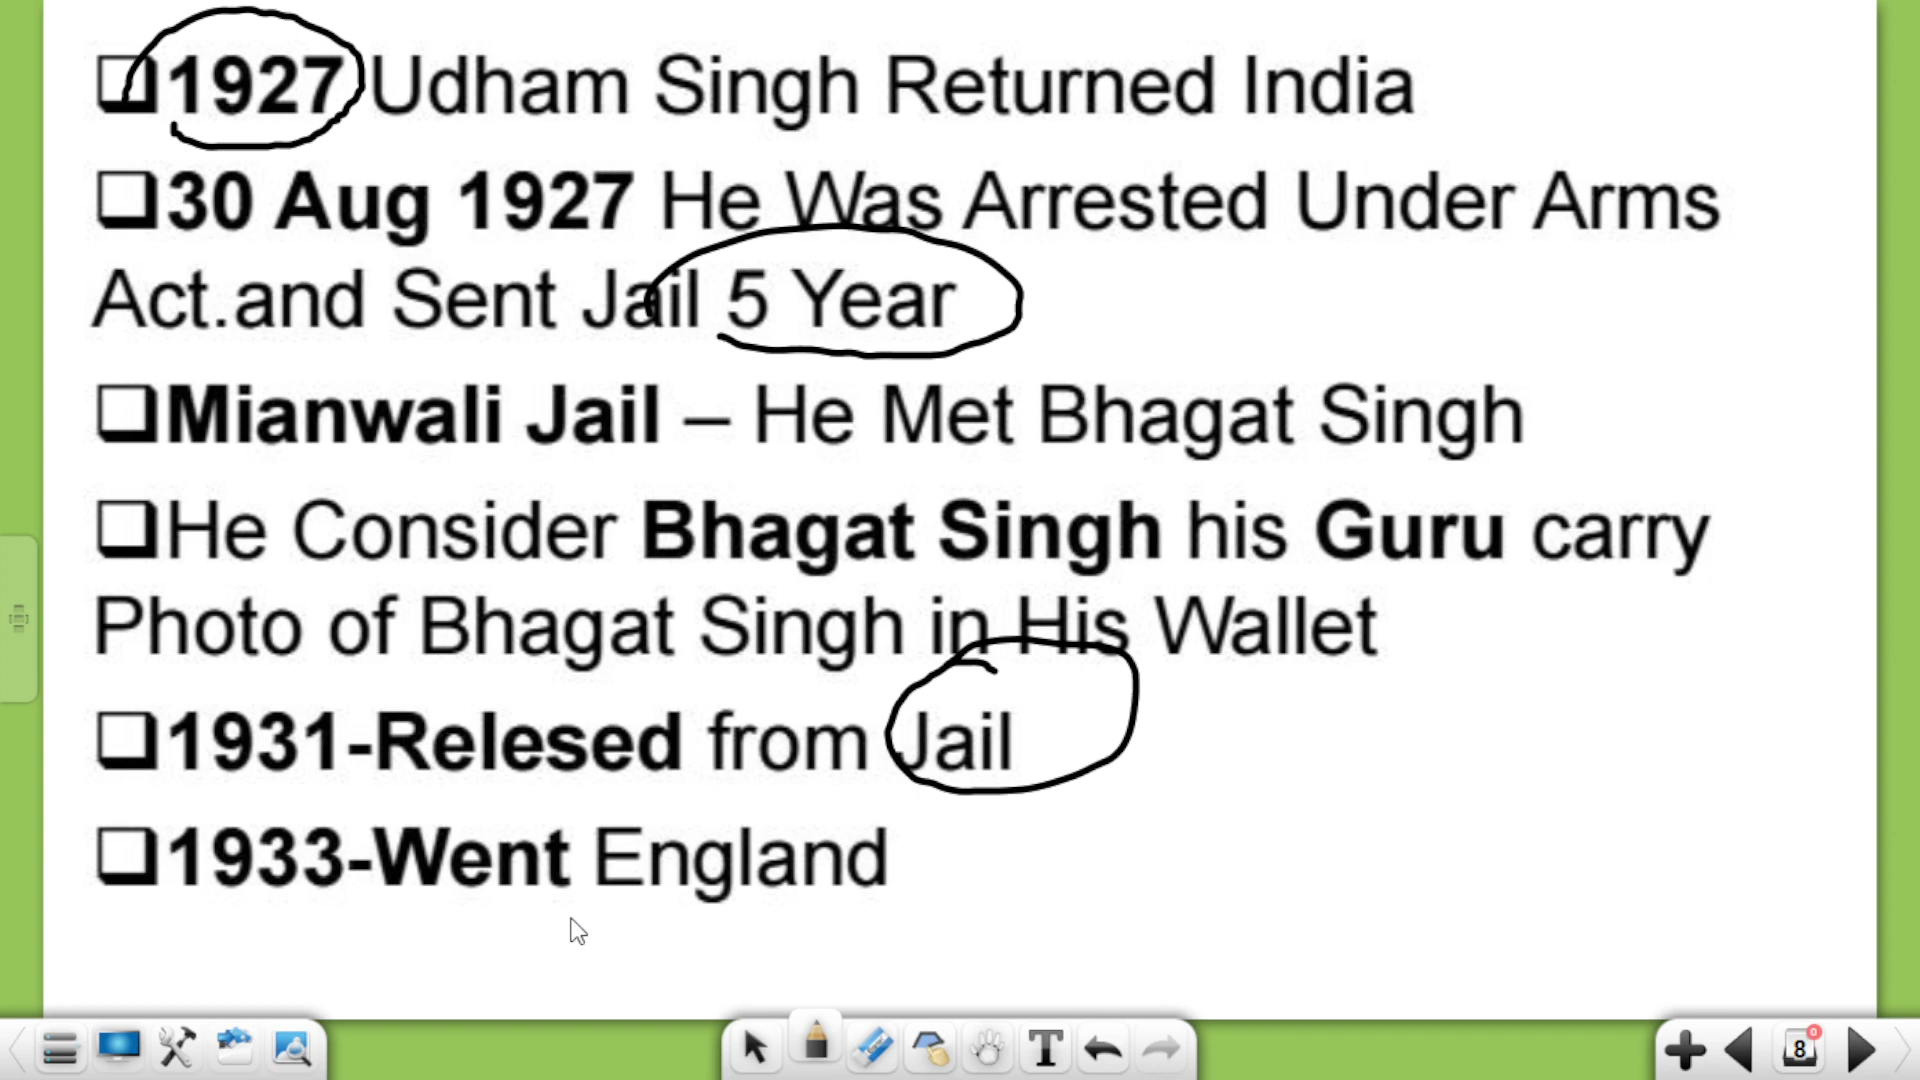 ❑1927 Udham Singh Returned India
❑30 Aug 1927 He Was Arrested Under Arms
Act.and Sent Jail 5 Year
❑Mianwali Jail – He Met Bhagat Singh
❑He Consider Bhagat Singh his Guru carry
Photo of Bhagat Singh in His Wallet
❑1931-Relesed from Jail
❑1933-Went England
T
8
0